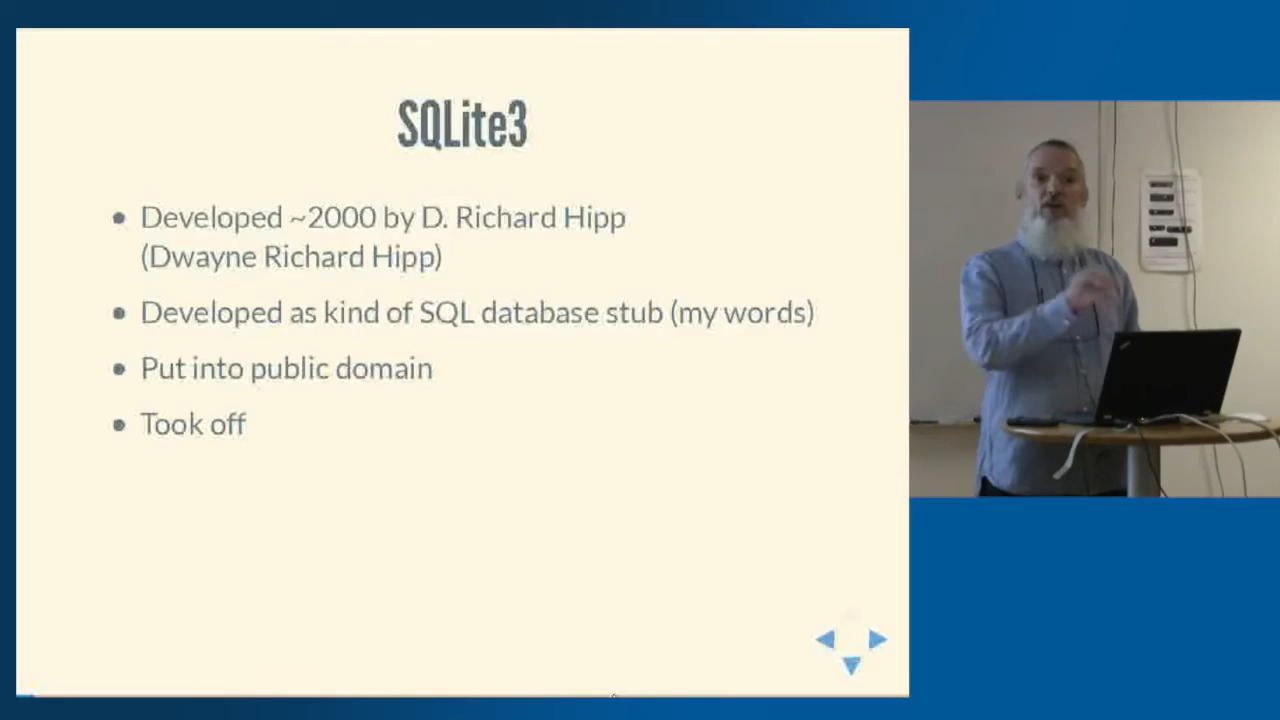 SQLite3
Developed ~2000 by D. Richard Hipp
(Dwayne Richard Hipp)
Developed as kind of SQL database stub (my words)
Put into public domain
Took off